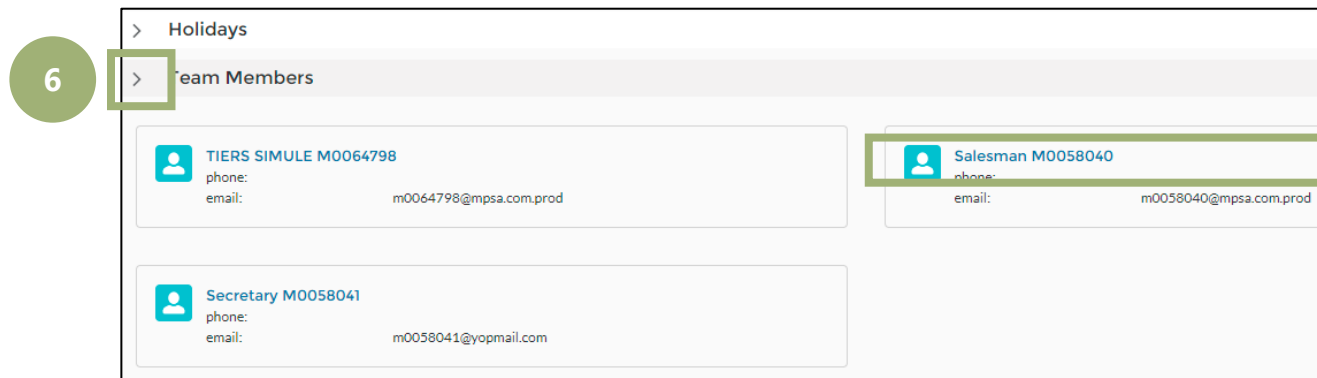 Holidays
6
Team Members
TIERS SIMULE M0064798
phone:
email: m0064798@mpsa.com.prod
Salesman M0058040
phone:
email: m0058040@mpsa.com.prod
Secretary M0058041
phone:
email: m0058041@yopmail.com